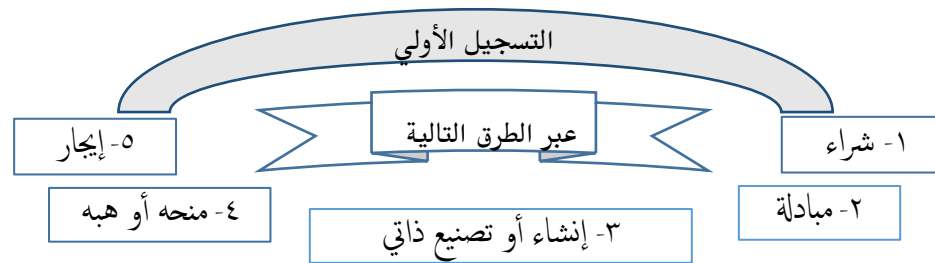 التسجيل الأولي
عبر الطرق التالية
١- شراء
٢- مبادلة
٣- إنشاء أو تصنيع ذاتي
٤- منحه أو هبه
٥- إيجار